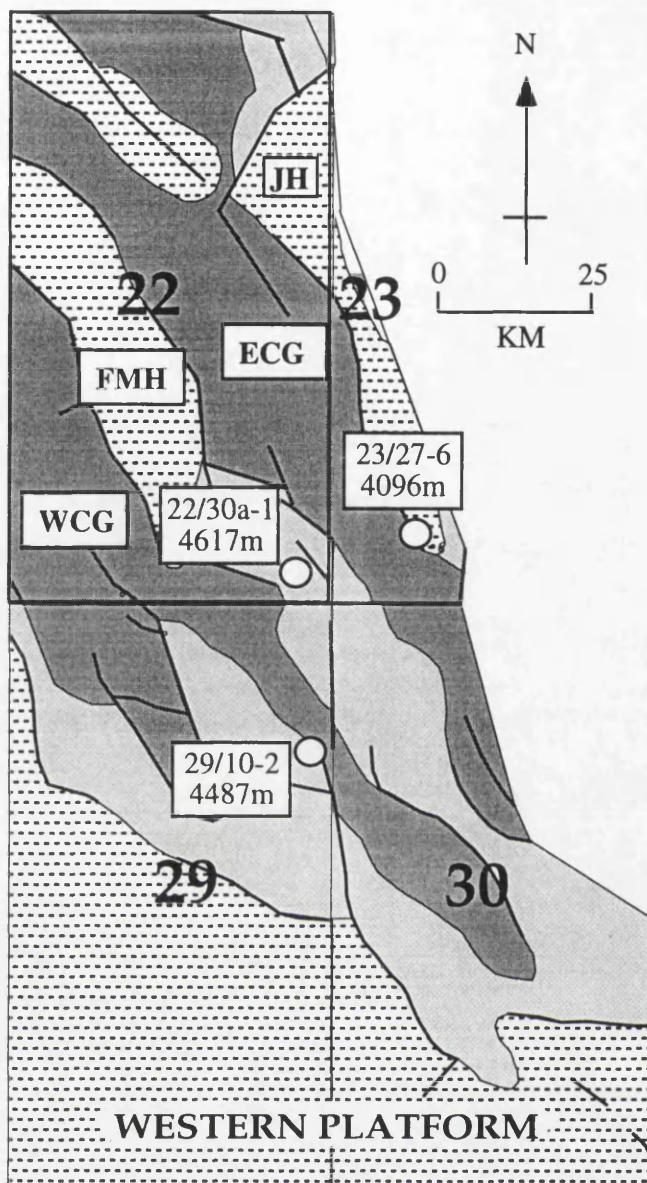 N
JH
22
23
0 25
KM
ECG
FMH
23/27-6
4096m
WCG
22/30a-1
4617m
29/10-2
4487m
29
30
WESTERN PLATFORM